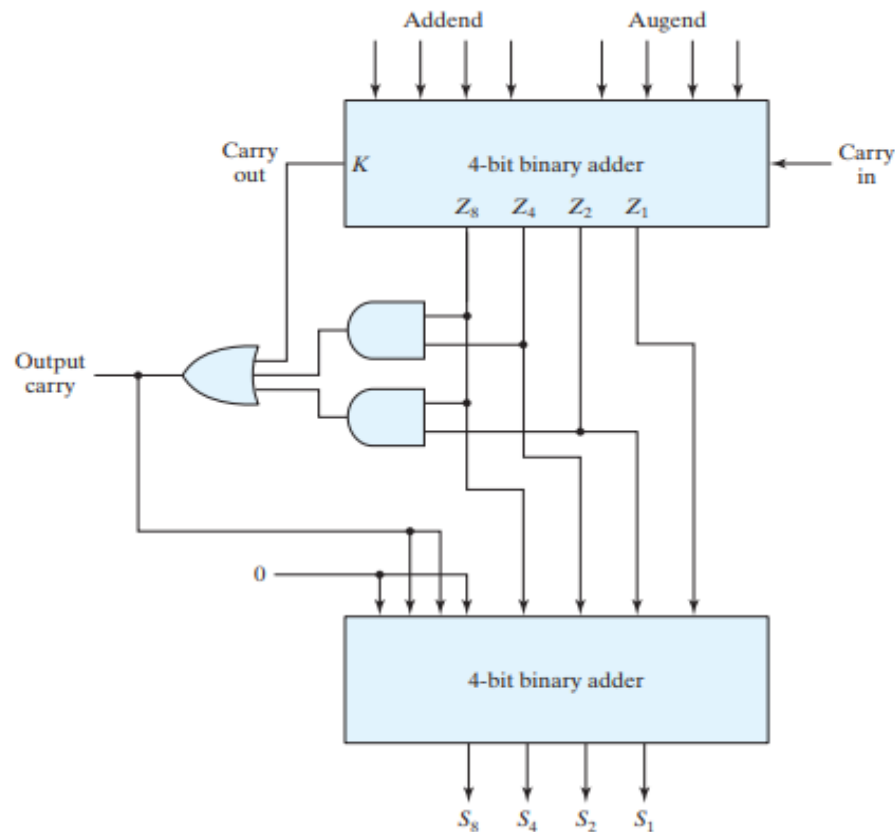 Addend Augend
Carry out
K
4-bit binary adder
Carry in
Z₈ Z₄ Z₂ Z₁
Output carry
0
4-bit binary adder
S₈ S₄ S₂ S₁